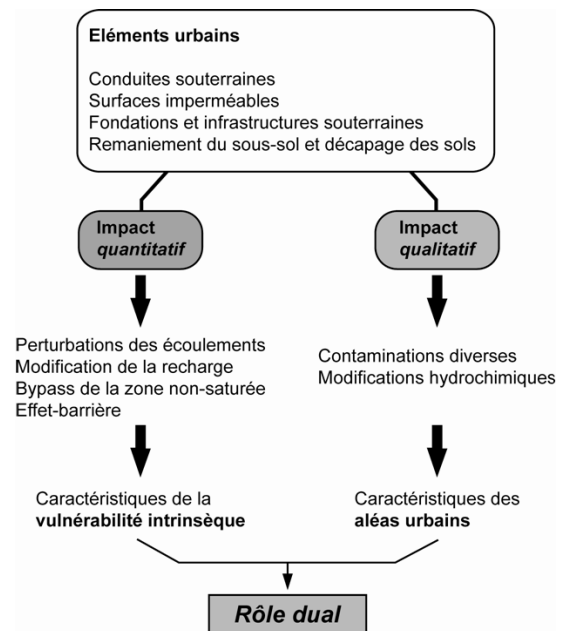 Eléments urbains
Conduites souterraines
Surfaces imperméables
Fondations et infrastructures souterraines
Remaniement du sous-sol et décapage des sols
Impact
quantitatif
Impact
qualitatif
Perturbations des écoulements
Modification de la recharge
Bypass de la zone non-saturée
Effet-barrière
Contaminations diverses
Modifications hydrochimiques
Caractéristiques de la
vulnérabilité intrinsèque
Caractéristiques des
aléas urbains
Rôle dual